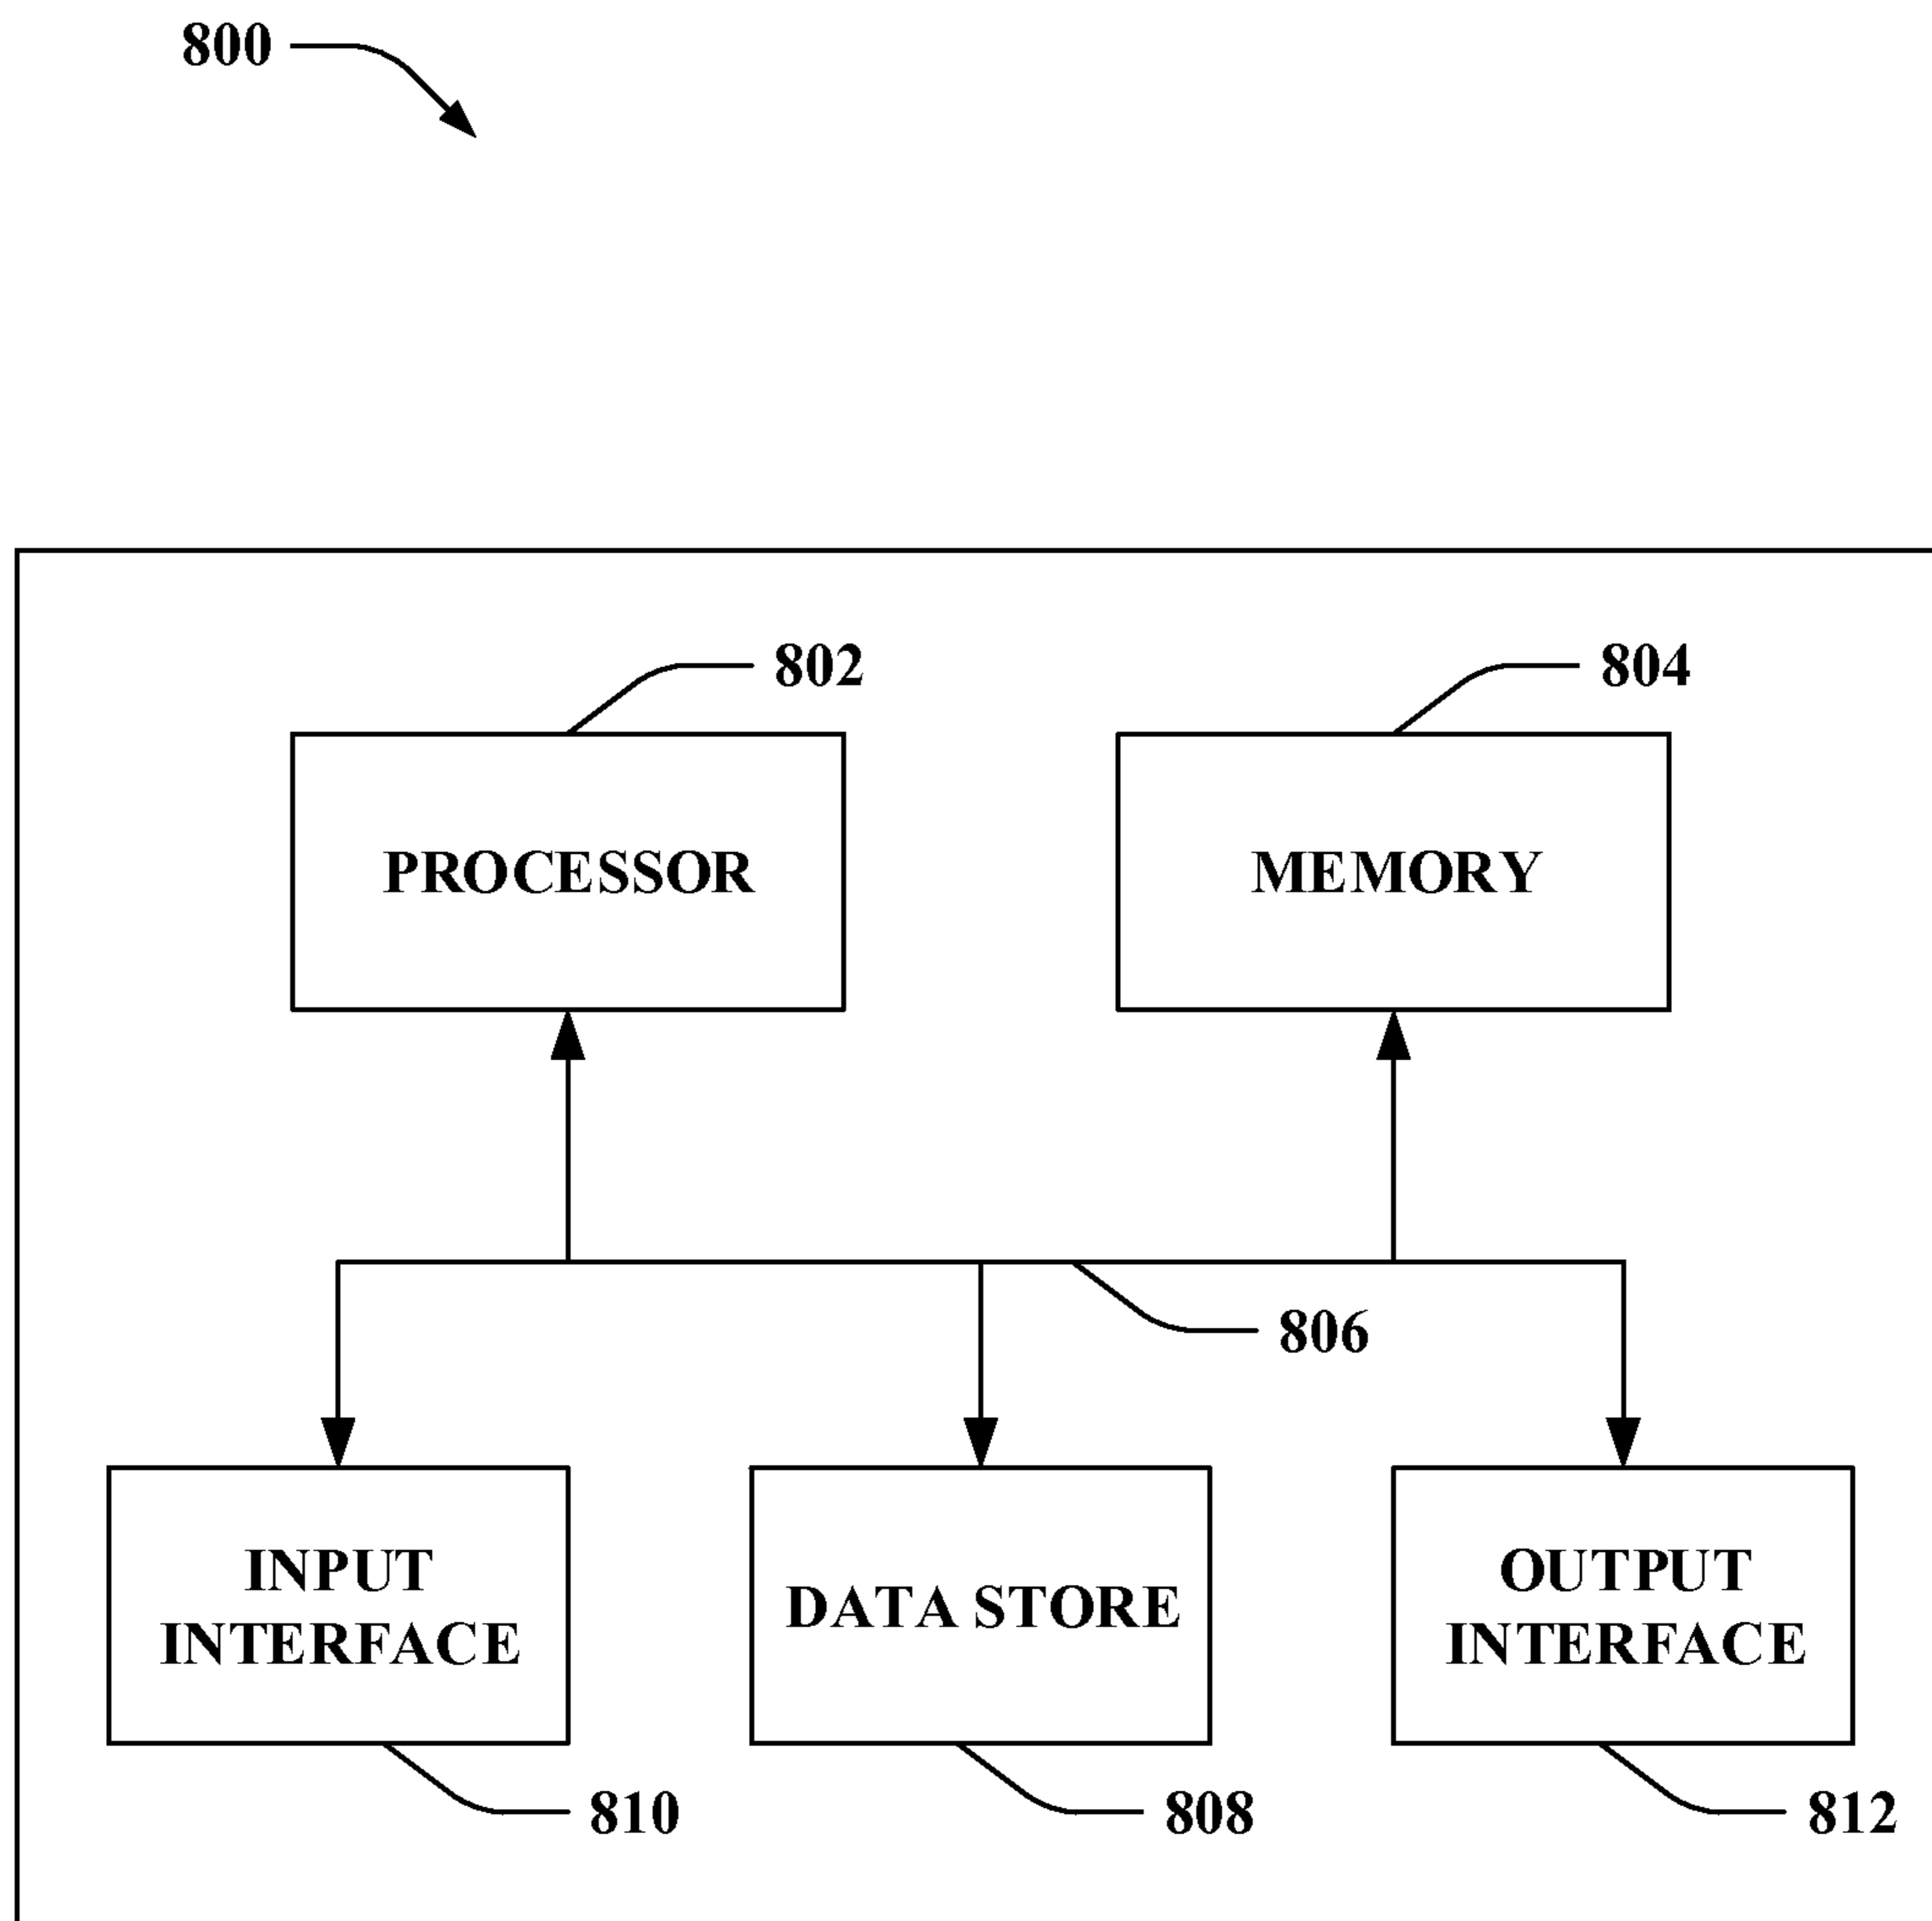 800
802
804
PROCESSOR
MEMORY
806
INPUT
INTERFACE
DATA STORE
OUTPUT
INTERFACE
810
808
812